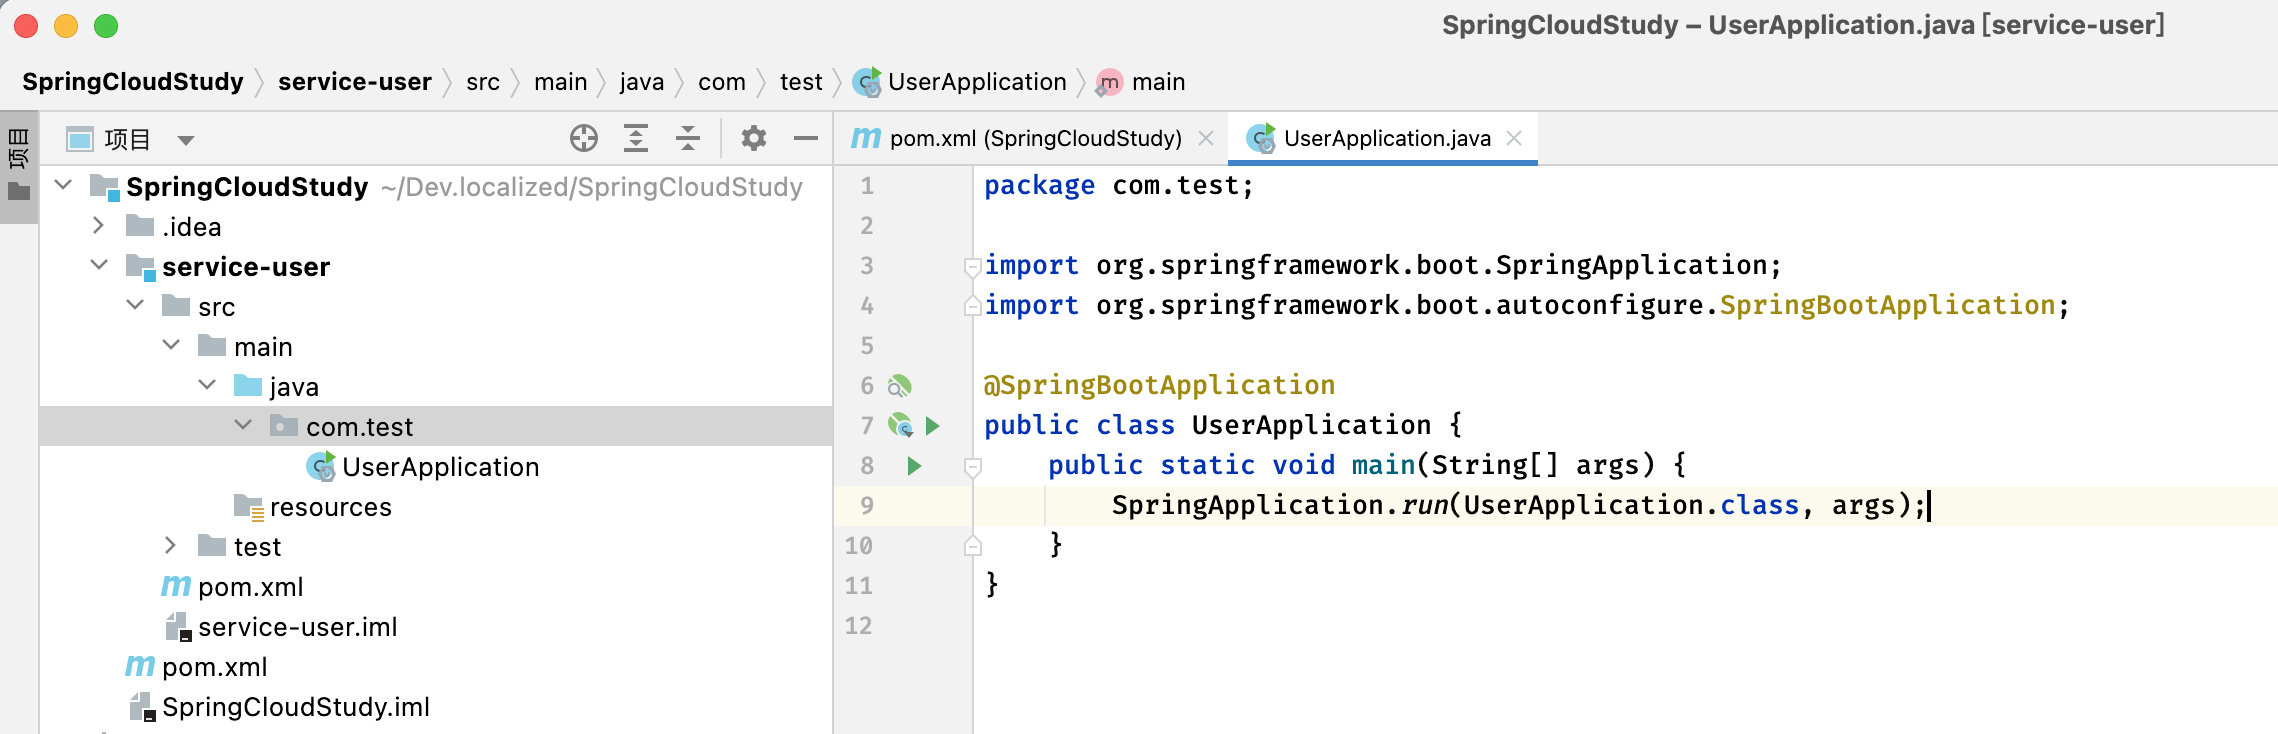 SpringCloudStudy – UserApplication.java [service-user]
SpringCloudStudy service-user src main java com test UserApplication m main
项目
项目
m pom.xml (SpringCloudStudy) UserApplication.java
SpringCloudStudy ~/Dev.localized/SpringCloudStudy
.idea
service-user
src
main
java
com.test
UserApplication
resources
test
m pom.xml
service-user.iml
m pom.xml
SpringCloudStudy.iml
1 package com.test;
2
3 import org.springframework.boot.SpringApplication;
4 import org.springframework.boot.autoconfigure.SpringBootApplication;
5
6 @SpringBootApplication
7 public class UserApplication {
8 public static void main(String[] args) {
9 SpringApplication.run(UserApplication.class, args);
10 }
11 }
12